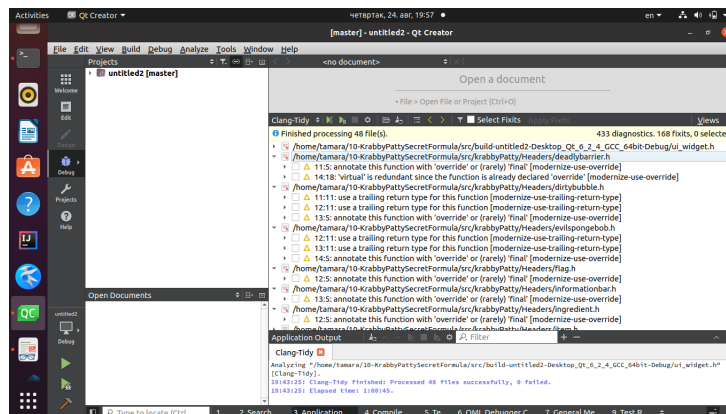 Activities
Qt Creator
четвртак, 24. авг, 19:57
en
[master] - untitled2 - Qt Creator
File Edit View Build Debug Analyze Tools Window Help
Projects
<no document>
untitled2 [master]
Welcome
Edit
Design
Debug
Projects
Help
Open a document
• File > Open File or Project (Ctrl+O)
Clang-Tidy
Select Fixits
Apply Fixits
Views
Finished processing 48 file(s).
433 diagnostics. 168 fixits, 0 selecte
/home/tamara/10-KrabbyPattySecretFormula/src/build-untitled2-Desktop_Qt_6_2_4_GCC_64bit-Debug/ui_widget.h
/home/tamara/10-KrabbyPattySecretFormula/src/krabbyPatty/Headers/deadlybarrier.h
11:5: annotate this function with 'override' or (rarely) 'final' [modernize-use-override]
14:18: 'virtual' is redundant since the function is already declared 'override' [modernize-use-override]
/home/tamara/10-KrabbyPattySecretFormula/src/krabbyPatty/Headers/dirtybubble.h
11:11: use a trailing return type for this function [modernize-use-trailing-return-type]
12:11: use a trailing return type for this function [modernize-use-trailing-return-type]
13:5: annotate this function with 'override' or (rarely) 'final' [modernize-use-override]
/home/tamara/10-KrabbyPattySecretFormula/src/krabbyPatty/Headers/evilspongebob.h
12:11: use a trailing return type for this function [modernize-use-trailing-return-type]
13:11: use a trailing return type for this function [modernize-use-trailing-return-type]
14:5: annotate this function with 'override' or (rarely) 'final' [modernize-use-override]
/home/tamara/10-KrabbyPattySecretFormula/src/krabbyPatty/Headers/flag.h
12:5: annotate this function with 'override' or (rarely) 'final' [modernize-use-override]
/home/tamara/10-KrabbyPattySecretFormula/src/krabbyPatty/Headers/informationbar.h
13:5: annotate this function with 'override' or (rarely) 'final' [modernize-use-override]
/home/tamara/10-KrabbyPattySecretFormula/src/krabbyPatty/Headers/ingredient.h
12:5: annotate this function with 'override' or (rarely) 'final' [modernize-use-override]
/home/tamara/10-KrabbyPattySecretFormula/src/krabbyPatty/Headers/item.h
Open Documents
untitled2
Debug
Application Output
Filter
Clang-Tidy
Analyzing "/home/tamara/10-KrabbyPattySecretFormula/src/build-untitled2-Desktop_Qt_6_2_4_GCC_64bit-Debug/ui_widget.h"
[Clang-Tidy].
19:43:25: Clang-Tidy finished: Processed 48 files successfully, 0 failed.
19:43:25: Elapsed time: 1:00:45.
Type to locate (Ctrl
1
2 Search
3 Application
4 Compile
5 Te
6 QML Debugger C
7 General Me
9 Test R